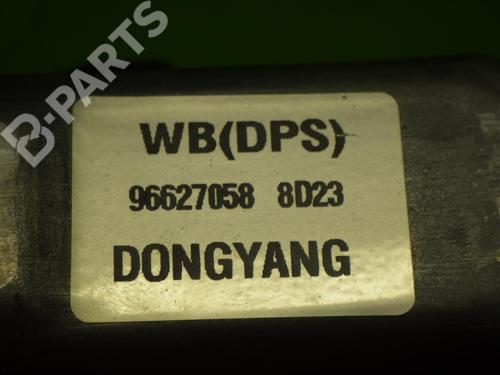 B-PARTS
WB(DPS)
96627058 8D23
DONGYANG